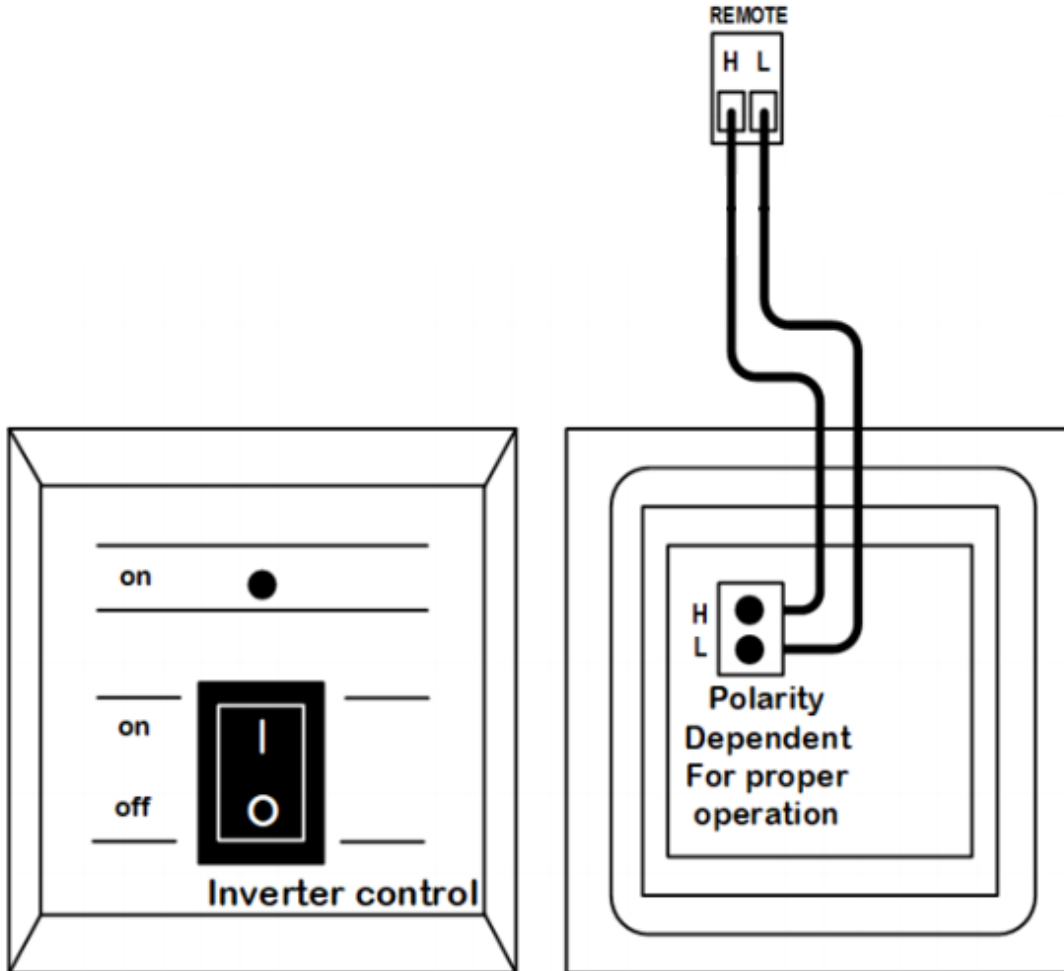 REMOTE
H L
on
on
I
off
O
Inverter control
H
L
Polarity
Dependent
For proper
operation